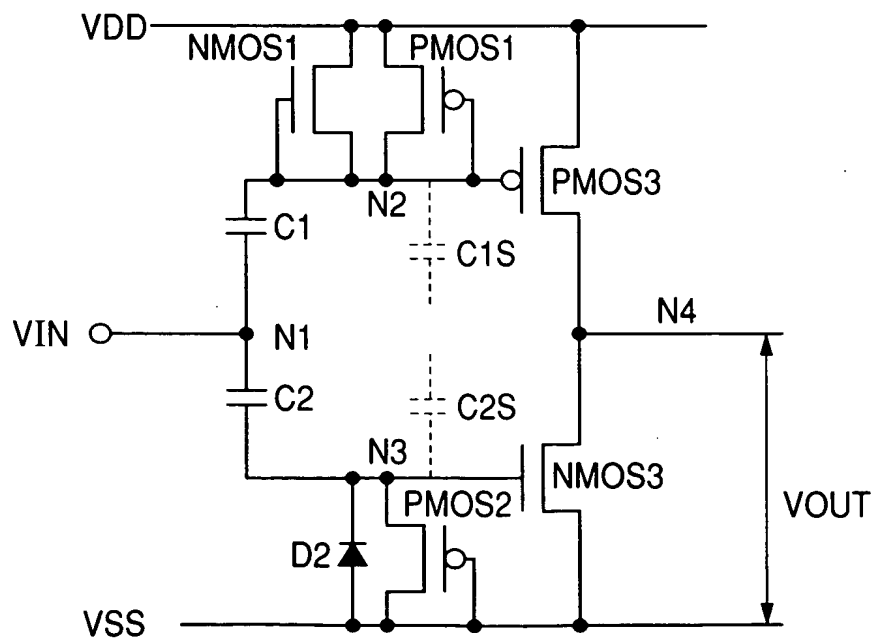 VDD
NMOS1
PMOS1
N2
PMOS3
C1
C1S
N4
VIN
N1
C2
C2S
N3
NMOS3
PMOS2
VOUT
D2
VSS